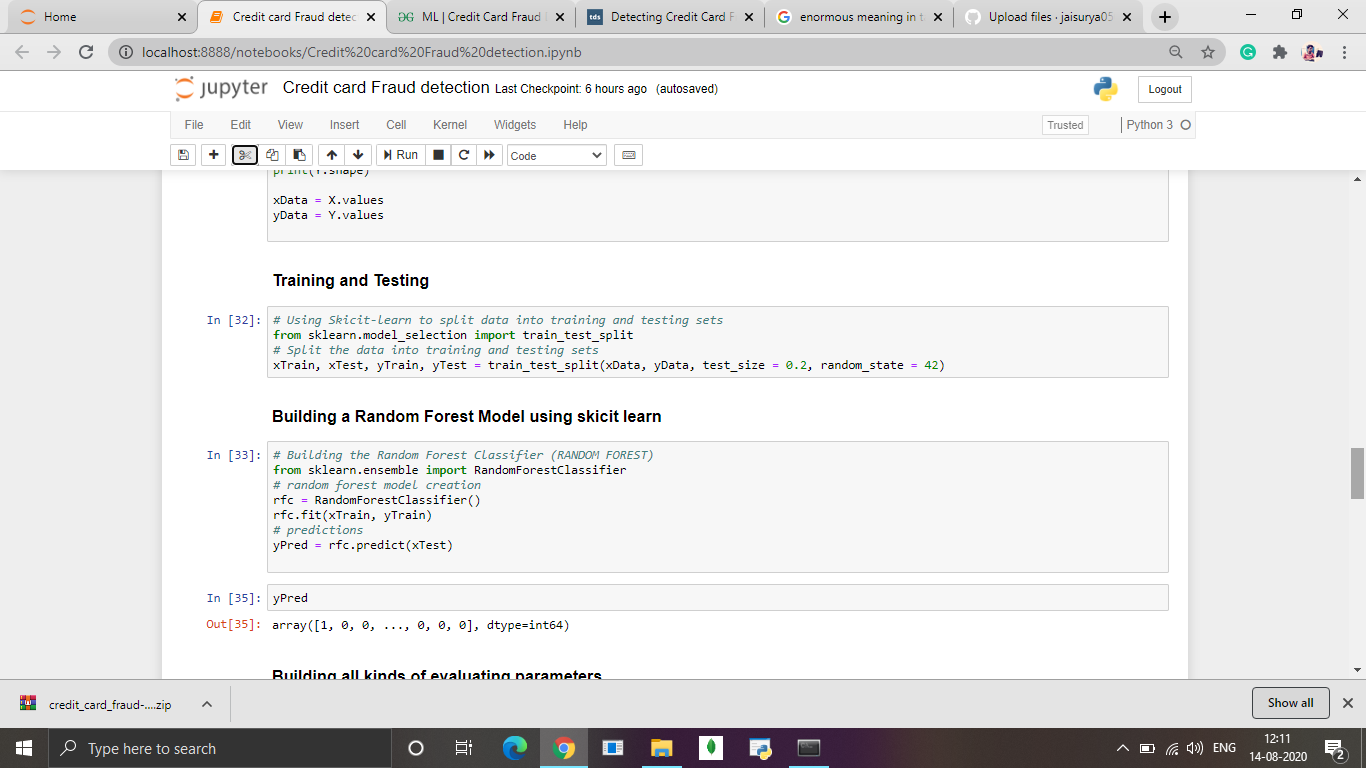 Home
Credit card Fraud detec
ML | Credit Card Fraud
tds Detecting Credit Card F
enormous meaning in t
Upload files · jaisurya05
localhost:8888/notebooks/Credit%20card%20Fraud%20detection.ipynb
jupyter Credit card Fraud detection Last Checkpoint: 6 hours ago (autosaved)
Logout
File Edit View Insert Cell Kernel Widgets Help
Trusted
Python 3
Run
Code
print(Y.shape)
xData = X.values
yData = Y.values
Training and Testing
In [32]:
# Using Skicit-learn to split data into training and testing sets
from sklearn.model_selection import train_test_split
# Split the data into training and testing sets
xTrain, xTest, yTrain, yTest = train_test_split(xData, yData, test_size = 0.2, random_state = 42)
Building a Random Forest Model using skicit learn
In [33]:
# Building the Random Forest Classifier (RANDOM FOREST)
from sklearn.ensemble import RandomForestClassifier
# random forest model creation
rfc = RandomForestClassifier()
rfc.fit(xTrain, yTrain)
# predictions
yPred = rfc.predict(xTest)
In [35]: yPred
Out[35]: array([1, 0, 0, ..., 0, 0, 0], dtype=int64)
Building all kinds of evaluating parameters
credit_card_fraud-....zip
Show all
Type here to search
ENG
12:11
14-08-2020
2